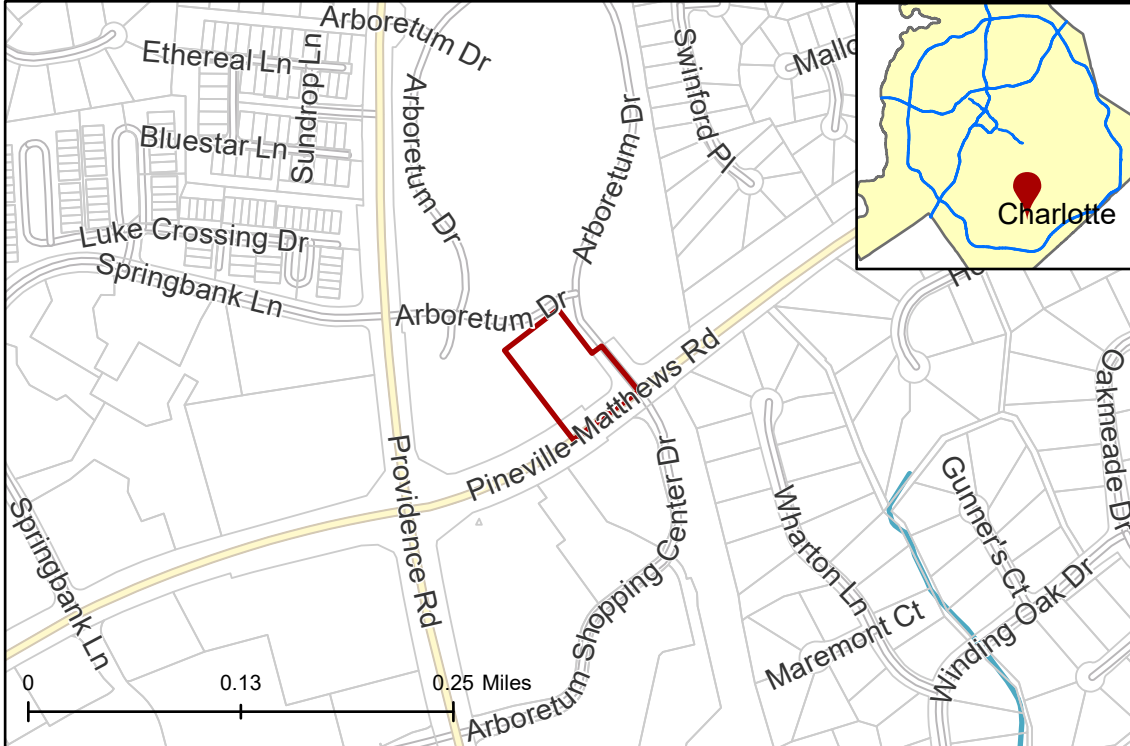 Arboretum Dr
Ethereal Ln
Sundrop Ln
Bluestar Ln
Arboretum Dr
Arboretum Dr
Swinford Pl
Luke Crossing Dr
Springbank Ln
Arboretum Dr
Charlotte
Pineville-Matthews Rd
Providence Rd
Arboretum Shopping Center Dr
Oakmeade Dr
Gunner's Ct
Wharton Ln
Winding Oak Dr
Maremont Ct
Springbank Ln
0 0.13 0.25 Miles